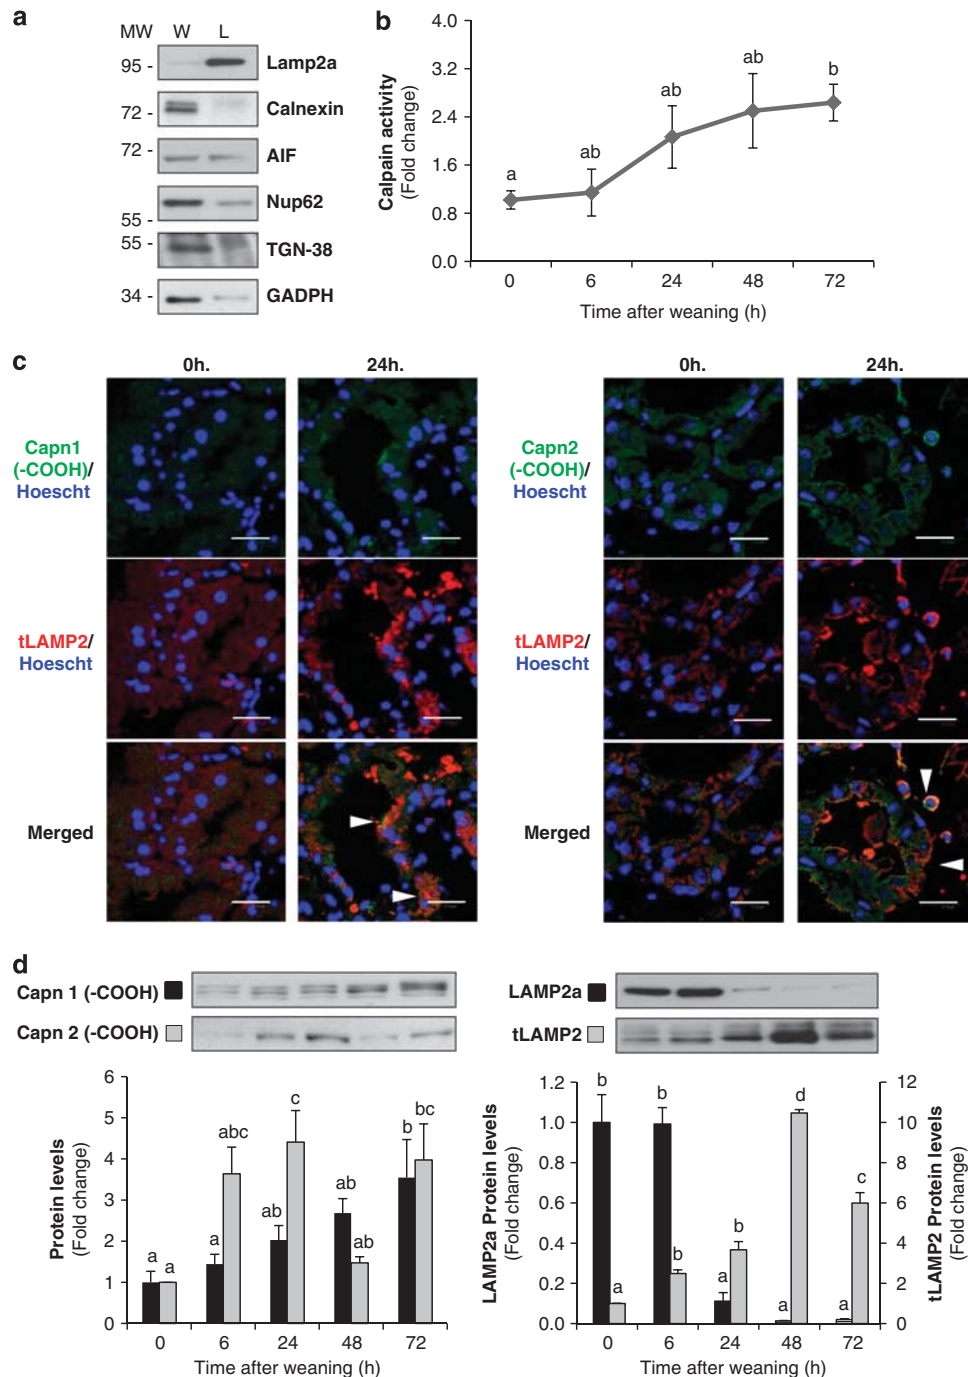 a
MW W L
95 - Lamp2a
72 - Calnexin
72 - AIF
Nup62
55 -
55 - TGN-38
34 - GADPH
b
Calpain activity
(Fold change)
4.0
3.2
2.4
1.6
0.8
0.0
a
ab
ab
ab
b
0 6 24 48 72
Time after weaning (h)
c
0h. 24h. 0h. 24h.
Capn1
(-COOH)/
Hoescht
Capn2
(-COOH)/
Hoescht
tLAMP2/
Hoescht
tLAMP2/
Hoescht
Merged
Merged
d
Capn 1 (-COOH)
Capn 2 (-COOH)
Protein levels
(Fold change)
6
5
4
3
2
1
0
a a
a abc
ab c
ab ab
b bc
0 6 24 48 72
Time after weaning (h)
LAMP2a
tLAMP2
LAMP2a Protein levels
(Fold change)
1.2
1.0
0.8
0.6
0.4
0.2
0.0
b a
b b
a b
a d
a c
12
10
8
6
4
2
0
tLAMP2 Protein levels
(Fold change)
0 6 24 48 72
Time after weaning (h)